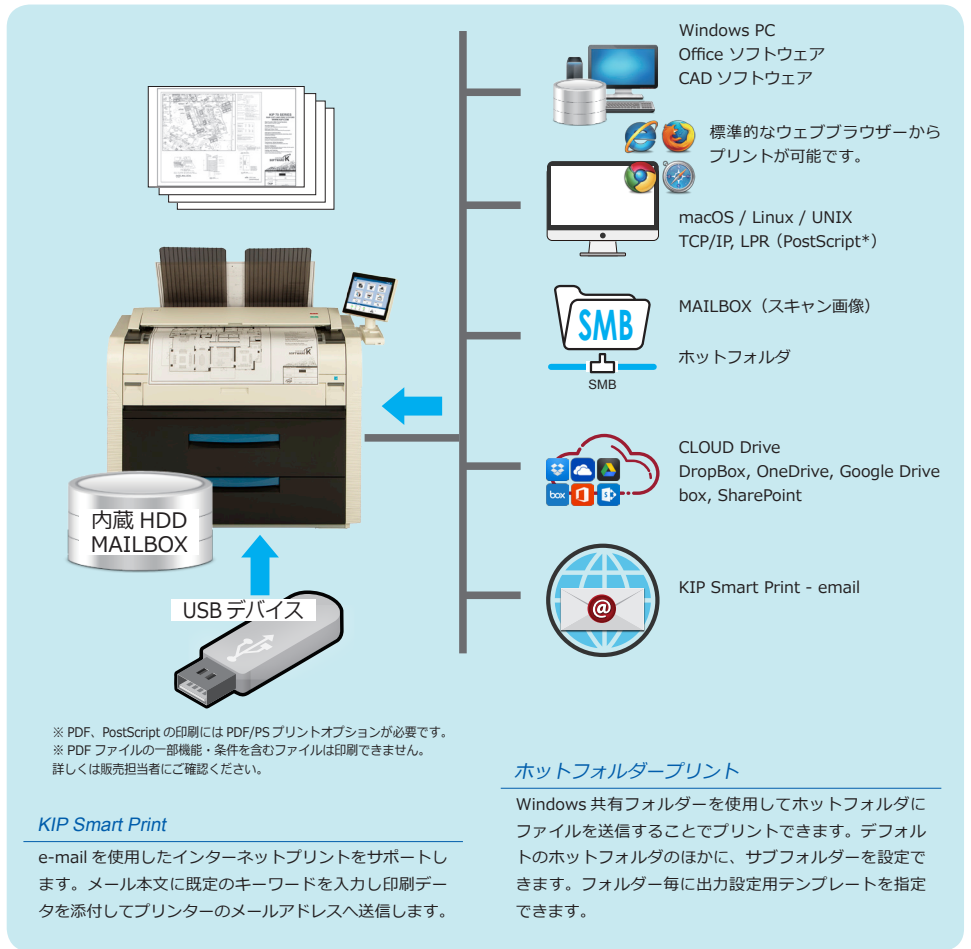 Windows PC
Office ソフトウェア
CAD ソフトウェア
標準的なウェブブラウザーから
プリントが可能です。
macOS / Linux / UNIX
TCP/IP, LPR（PostScript*）
SMB
MAILBOX（スキャン画像）
ホットフォルダ
SMB
CLOUD Drive
DropBox, OneDrive, Google Drive
box, SharePoint
box
内蔵 HDD
MAILBOX
KIP Smart Print - email
@
USB デバイス
※ PDF、PostScript の印刷には PDF/PS プリントオプションが必要です。
※ PDF ファイルの一部機能・条件を含むファイルは印刷できません。
詳しくは販売担当者にご確認ください。
KIP Smart Print
e-mail を使用したインターネットプリントをサポートし
ます。メール本文に既定のキーワードを入力し印刷デー
タを添付してプリンターのメールアドレスへ送信します。
ホットフォルダープリント
Windows 共有フォルダーを使用してホットフォルダに
ファイルを送信することでプリントできます。デフォル
トのホットフォルダのほかに、サブフォルダーを設定で
きます。フォルダー毎に出力設定用テンプレートを指定
できます。